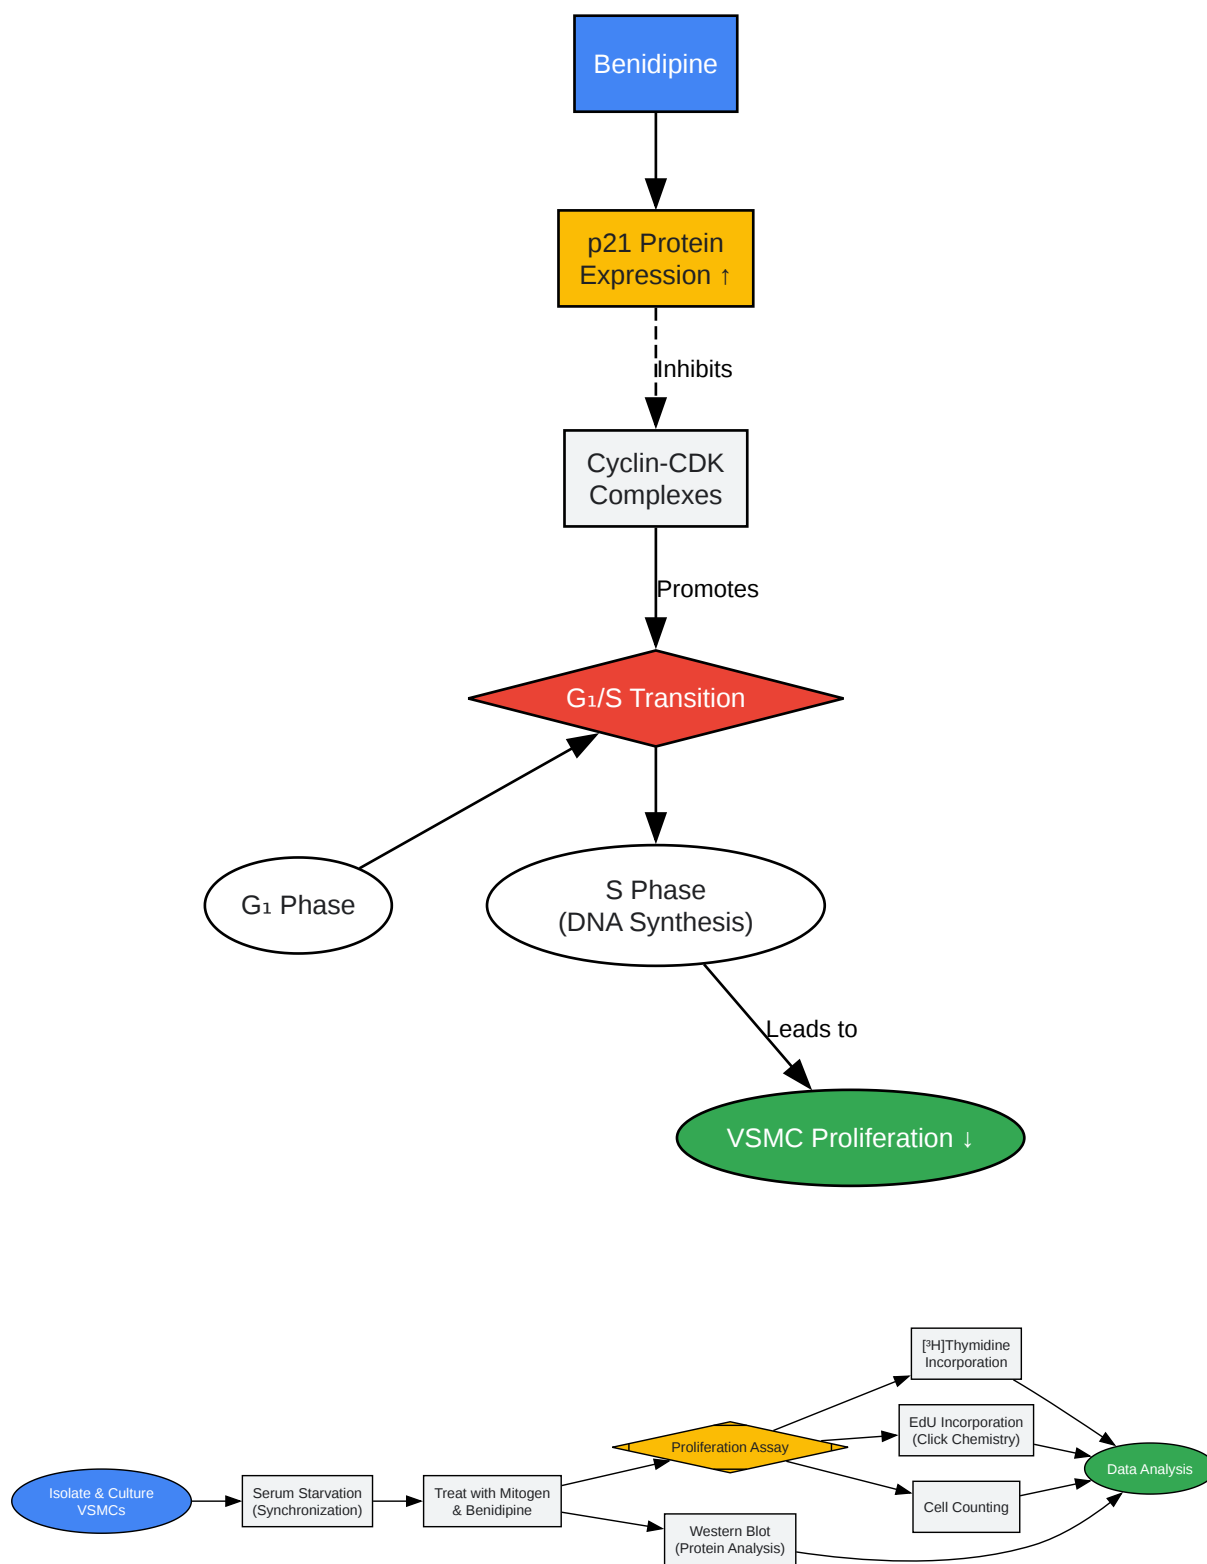 Benidipine
p21 Protein
Expression ↑
Inhibits
Cyclin-CDK
Complexes
Promotes
G₁/S Transition
G₁ Phase
S Phase
(DNA Synthesis)
Leads to
VSMC Proliferation ↓
Isolate & Culture
VSMCs
Serum Starvation
(Synchronization)
Treat with Mitogen
& Benidipine
Proliferation Assay
Western Blot
(Protein Analysis)
[³H]Thymidine
Incorporation
EdU Incorporation
(Click Chemistry)
Cell Counting
Data Analysis